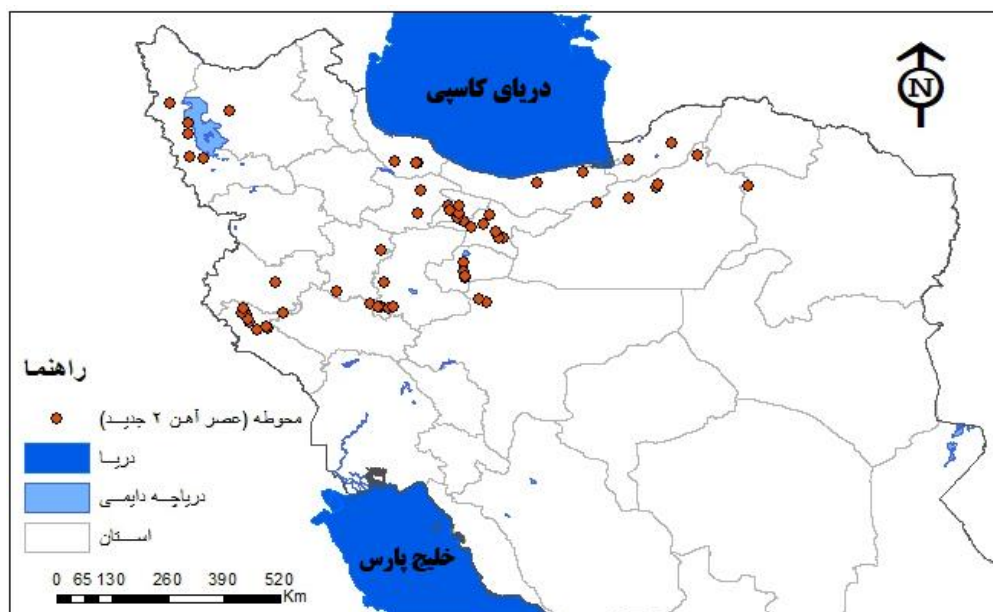 دریای کاسپی
N
راهنما
محوطه (عصر آهن ۲ جدید)
دریا
دریاچه دایمی
استان
خلیج پارس
0 65 130 260 390 520
Km